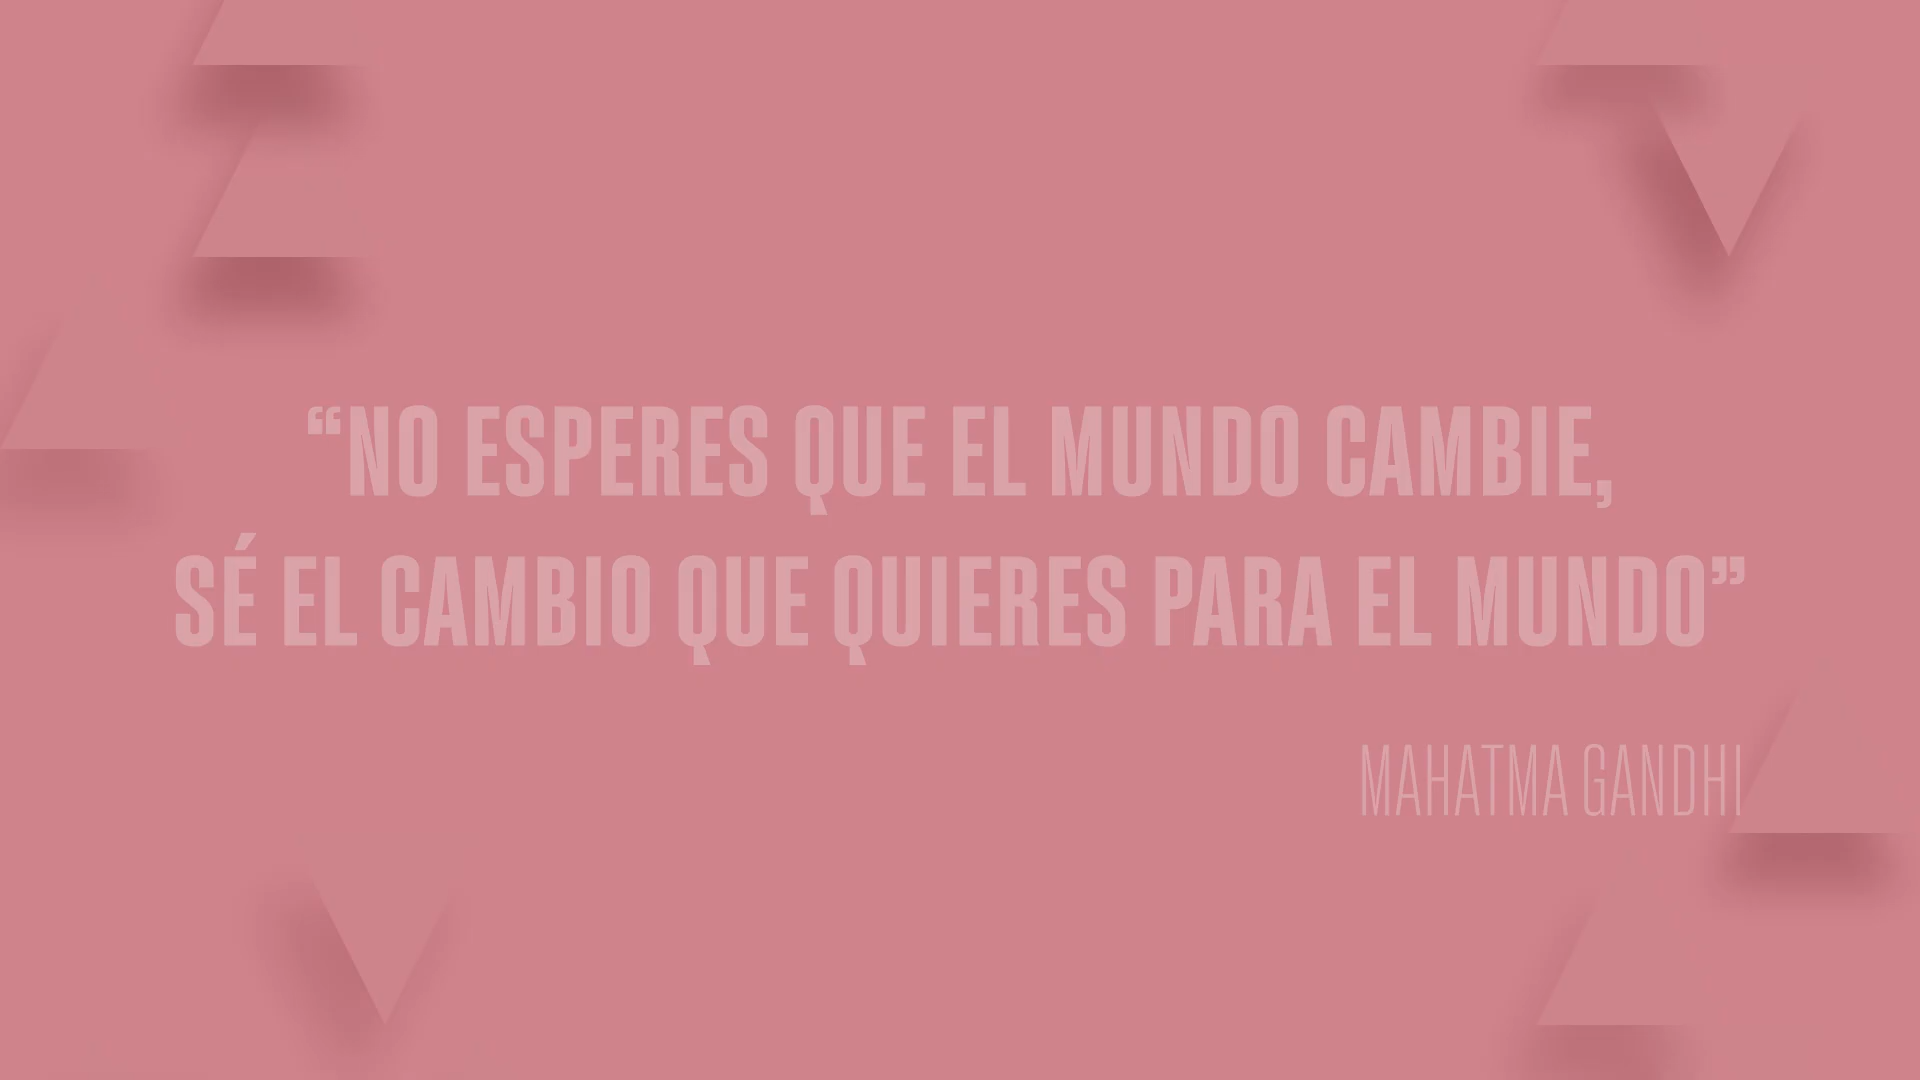 “NO ESPERES QUE EL MUNDO CAMBIE,
SÉ EL CAMBIO QUE QUIERES PARA EL MUNDO”
MAHATMA GANDHI